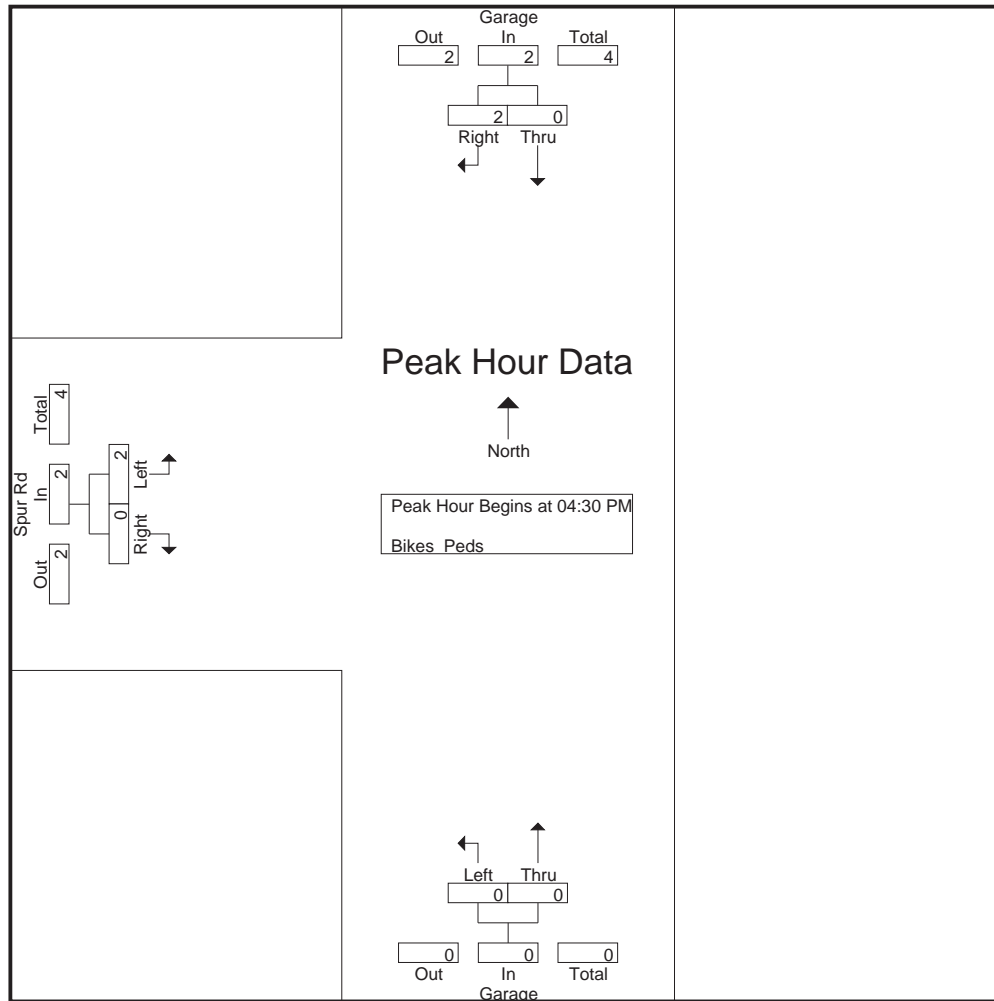 Garage
Out In Total
2 2 4
2 0
Right Thru
Peak Hour Data
North
Peak Hour Begins at 04:30 PM
Bikes Peds
Spur Rd
Out In Total
2 2 4
Right Left
0 2
Left Thru
0 0
0 0 0
Out In Total
Garage